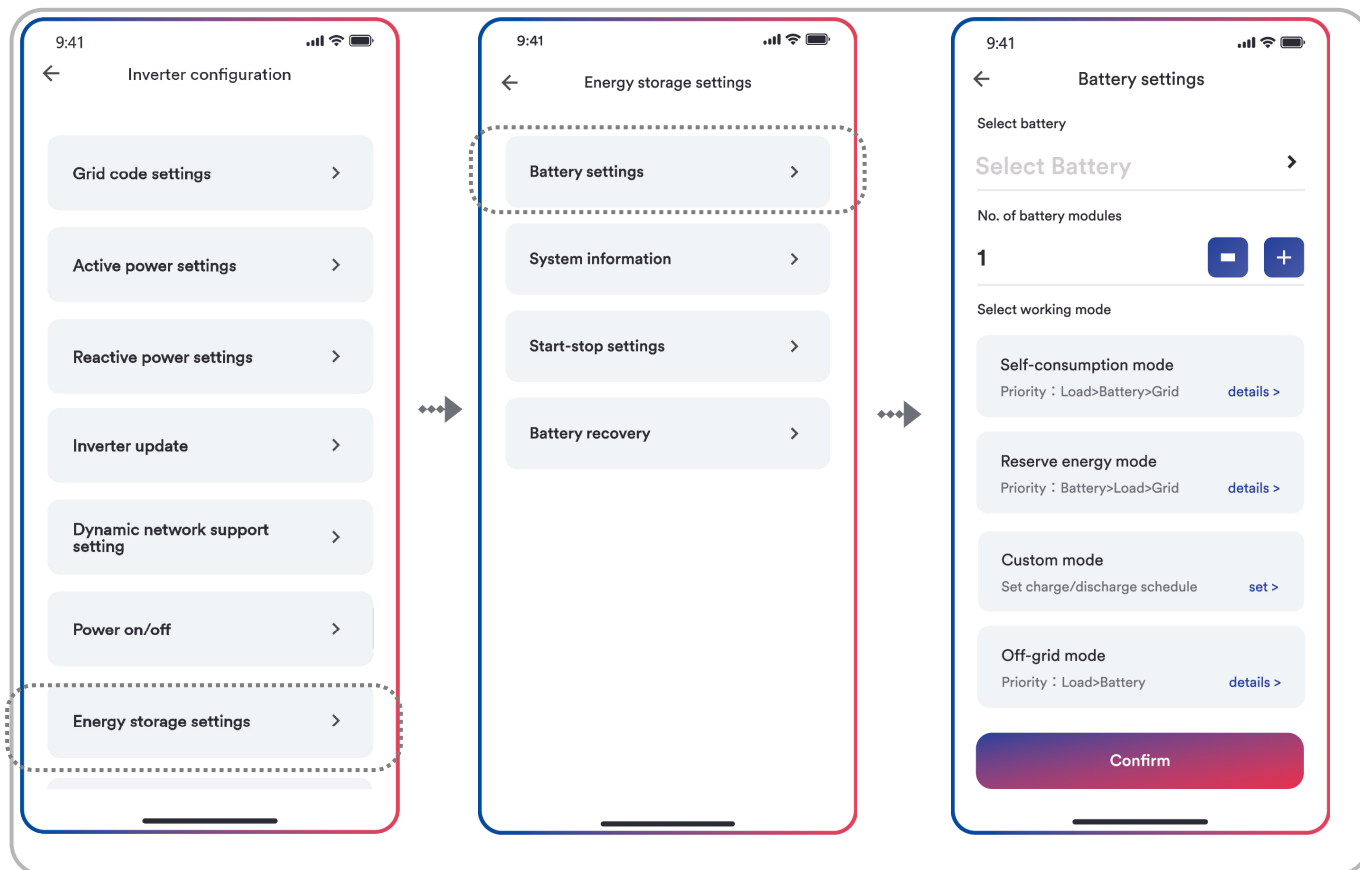 9:41
Inverter configuration
Grid code settings
Active power settings
Reactive power settings
Inverter update
Dynamic network support
setting
Power on/off
Energy storage settings
9:41
Energy storage settings
Battery settings
System information
Start-stop settings
Battery recovery
9:41
Battery settings
Select battery
Select Battery
No. of battery modules
1
Select working mode
Self-consumption mode
Priority：Load>Battery>Grid details >
Reserve energy mode
Priority：Battery>Load>Grid details >
Custom mode
Set charge/discharge schedule set >
Off-grid mode
Priority：Load>Battery details >
Confirm